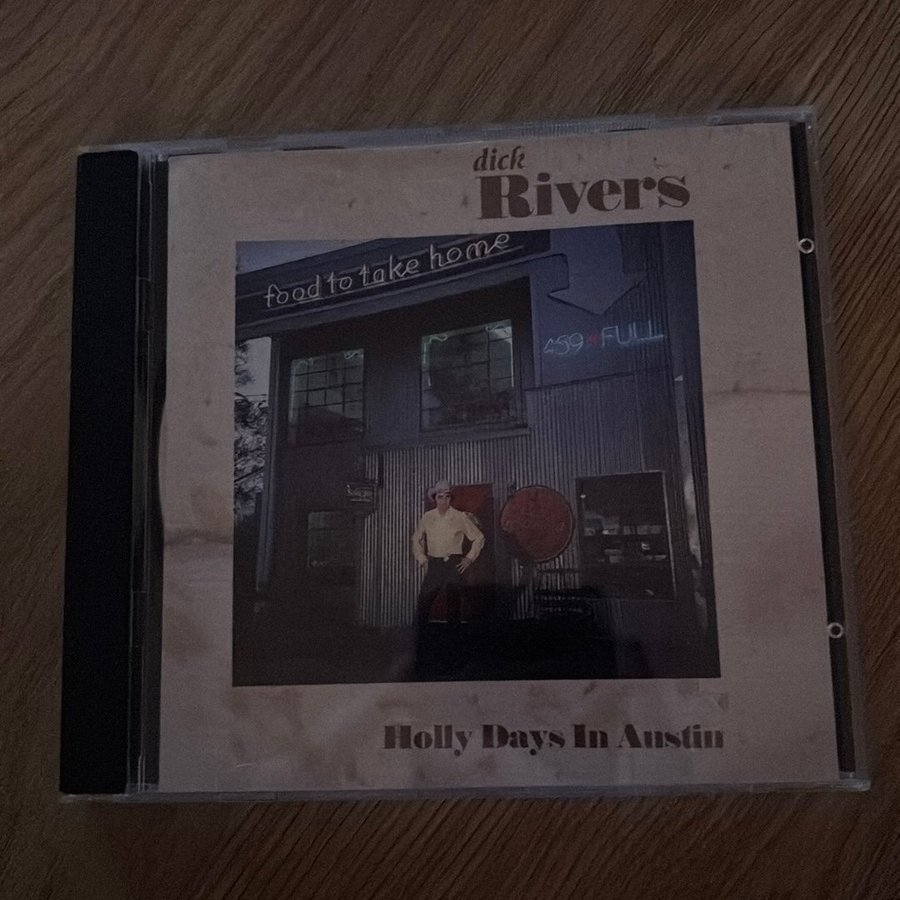 dick
Rivers
food to take home
459 FULL
Holly Days In Austin